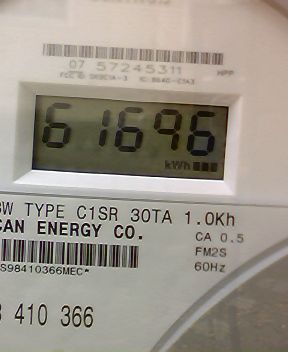 07 57245311
HPP
61696
kWh
W TYPE C1SR 30TA 1.0Kh
CAN ENERGY CO.
CA 0.5
FM2S
S98410366MEC*
60Hz
410 366